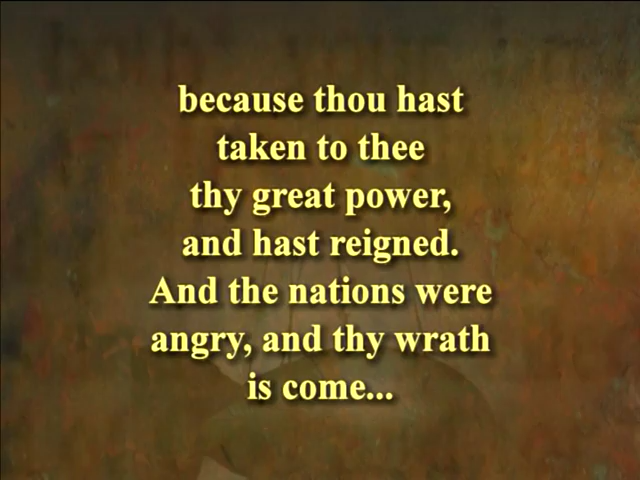 because thou hast
taken to thee
thy great power,
and hast reigned.
And the nations were
angry, and thy wrath
is come...